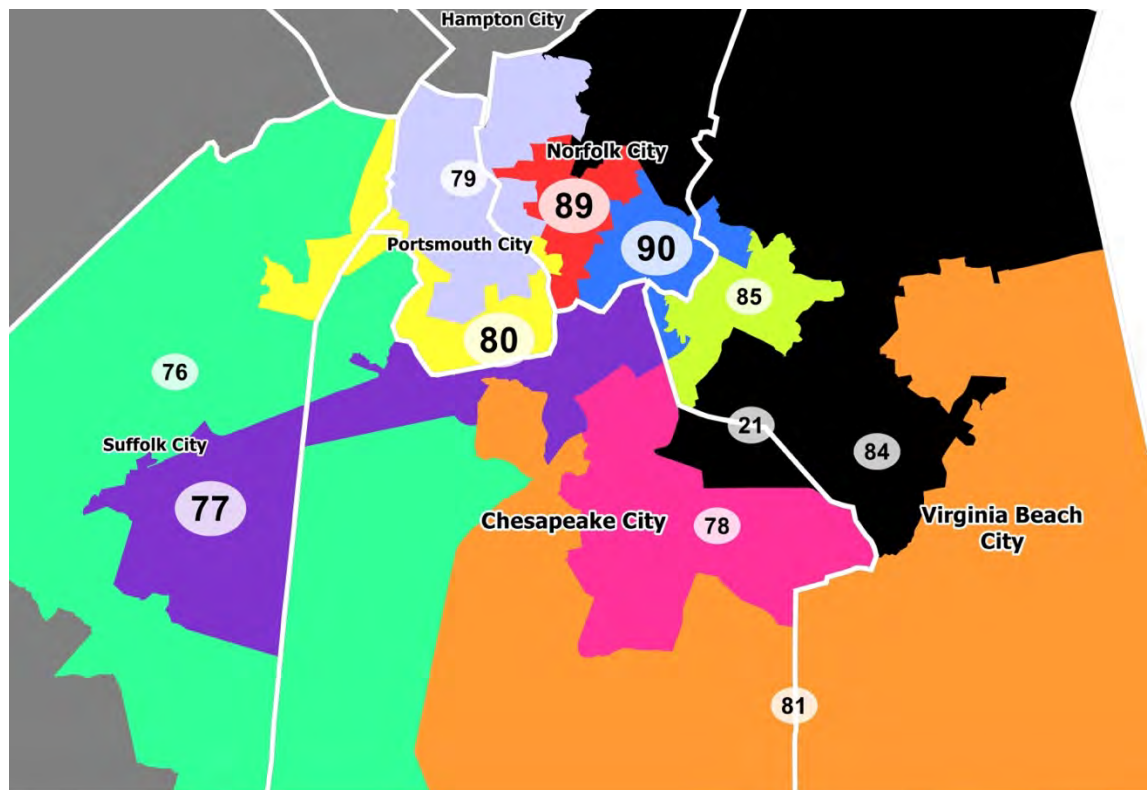 Hampton City
Norfolk City
79
89
Portsmouth City
90
85
80
76
21
Suffolk City
84
77
Chesapeake City
78
Virginia Beach
City
81